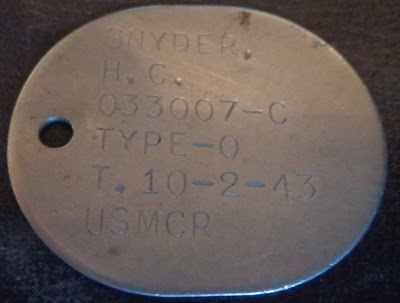 SNYDER.
H. C.
033007-C
TYPE-O
T. 10-2-43
USMCR